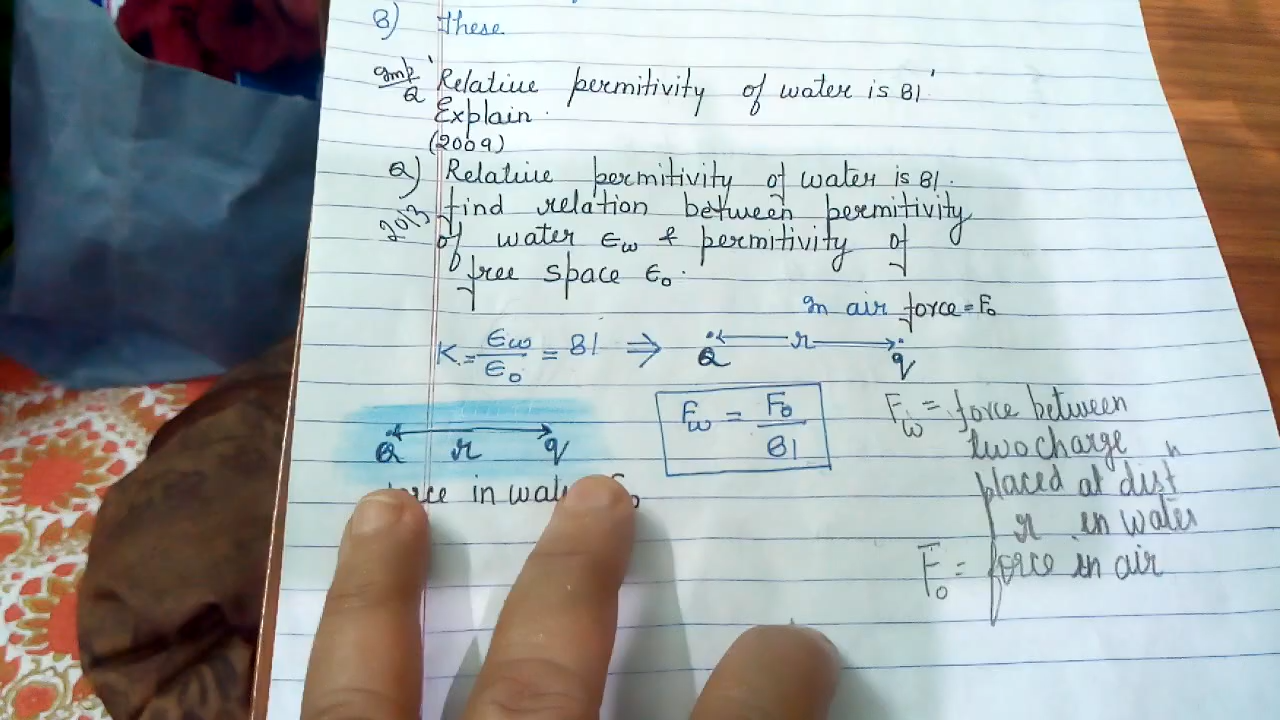 B) these
Imp 'Relative permitivity of water is 81'
Q Explain.
(2009)
Q) Relative permitivity of water is 81.
2013 find relation between permitivity
of water ϵw & permitivity of
free space ϵ₀.
In air force = F₀
K = ϵw/ϵ₀ = 81 ⇒ Q r q
Fw = F₀/81
Q r q
in
Fw = force between
two charge
placed at dist
r in water
F₀ = force in air